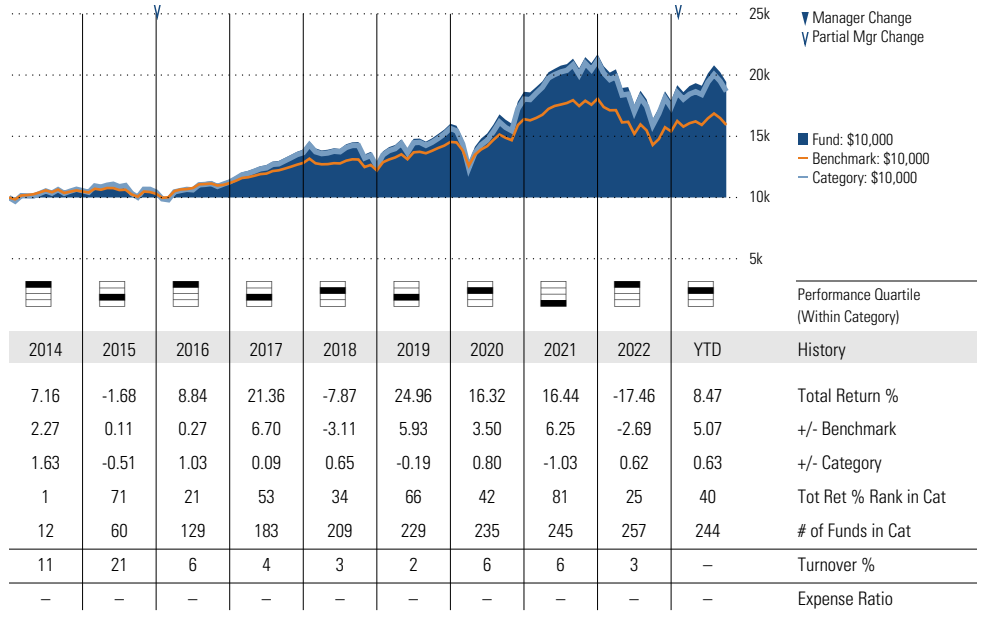 25k
Manager Change
Partial Mgr Change
20k
15k
Fund: $10,000
Benchmark: $10,000
Category: $10,000
10k
5k
Performance Quartile
(Within Category)
2014 2015 2016 2017 2018 2019 2020 2021 2022 YTD History
7.16 -1.68 8.84 21.36 -7.87 24.96 16.32 16.44 -17.46 8.47 Total Return %
2.27 0.11 0.27 6.70 -3.11 5.93 3.50 6.25 -2.69 5.07 +/- Benchmark
1.63 -0.51 1.03 0.09 0.65 -0.19 0.80 -1.03 0.62 0.63 +/- Category
1 71 21 53 34 66 42 81 25 40 Tot Ret % Rank in Cat
12 60 129 183 209 229 235 245 257 244 # of Funds in Cat
11 21 6 4 3 2 6 6 3 – Turnover %
– – – – – – – – – – Expense Ratio